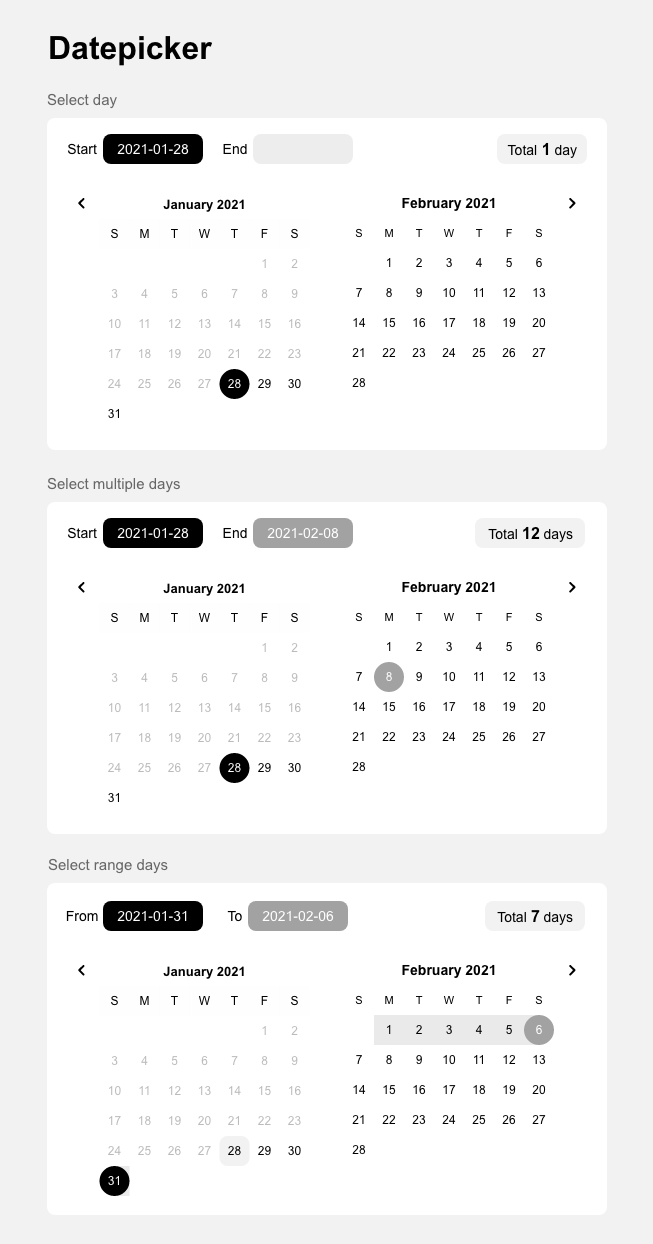 Datepicker
Select day
Start 2021-01-28 End Total 1 day
January 2021
S M T W T F S
1 2
3 4 5 6 7 8 9
10 11 12 13 14 15 16
17 18 19 20 21 22 23
24 25 26 27 28 29 30
31
February 2021
S M T W T F S
1 2 3 4 5 6
7 8 9 10 11 12 13
14 15 16 17 18 19 20
21 22 23 24 25 26 27
28
Select multiple days
Start 2021-01-28 End 2021-02-08 Total 12 days
January 2021
S M T W T F S
1 2
3 4 5 6 7 8 9
10 11 12 13 14 15 16
17 18 19 20 21 22 23
24 25 26 27 28 29 30
31
February 2021
S M T W T F S
1 2 3 4 5 6
7 8 9 10 11 12 13
14 15 16 17 18 19 20
21 22 23 24 25 26 27
28
Select range days
From 2021-01-31 To 2021-02-06 Total 7 days
January 2021
S M T W T F S
1 2
3 4 5 6 7 8 9
10 11 12 13 14 15 16
17 18 19 20 21 22 23
24 25 26 27 28 29 30
31
February 2021
S M T W T F S
1 2 3 4 5 6
7 8 9 10 11 12 13
14 15 16 17 18 19 20
21 22 23 24 25 26 27
28